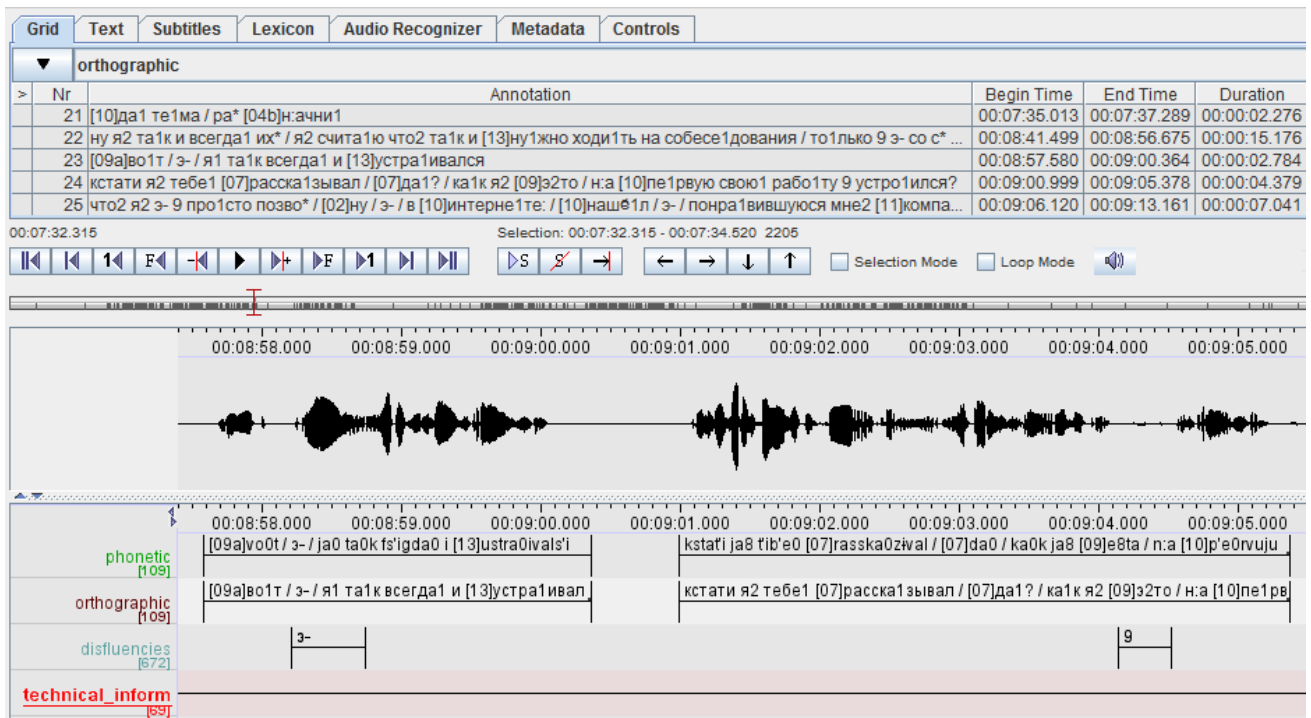 Grid Text Subtitles Lexicon Audio Recognizer Metadata Controls
▼ orthographic
> Nr Annotation Begin Time End Time Duration
21 [10]да1 те1ма / ра* [04b]н:ачни1 00:07:35.013 00:07:37.289 00:00:02.276
22 ну я2 та1к и всегда1 их* / я2 счита1ю что2 та1к и [13]ну1жно ходи1ть на собесе1дования / то1лько 9 э- со с* ... 00:08:41.499 00:08:56.675 00:00:15.176
23 [09a]во1т / э- / я1 та1к всегда1 и [13]устра1ивался 00:08:57.580 00:09:00.364 00:00:02.784
24 кстати я2 тебе1 [07]расска1зывал / [07]да1? / ка1к я2 [09]э2то / н:а [10]пе1рвую свою1 рабо1ту 9 устро1ился? 00:09:00.999 00:09:05.378 00:00:04.379
25 что2 я2 э- 9 про1сто позво* / [02]ну / э- / в [10]интерне1те: / [10]нашё1л / э- / понра1вившуюся мне2 [11]компа... 00:09:06.120 00:09:13.161 00:00:07.041
00:07:32.315 Selection: 00:07:32.315 - 00:07:34.520 2205
1 F + F 1 S S ← → ↓ ↑ Selection Mode Loop Mode
00:08:58.000 00:08:59.000 00:09:00.000 00:09:01.000 00:09:02.000 00:09:03.000 00:09:04.000 00:09:05.000
00:08:58.000 00:08:59.000 00:09:00.000 00:09:01.000 00:09:02.000 00:09:03.000 00:09:04.000 00:09:05.000
phonetic [09a]vo0t / э- / ja0 ta0k fs'igda0 i [13]ustra0ivals'i kstat'i ja8 t'ib'e0 [07]rasska0zɨval / [07]da0 / ka0k ja8 [09]e8ta / n:a [10]p'e0rvuju
[109]
orthographic [09a]во1т / э- / я1 та1к всегда1 и [13]устра1ивал кстати я2 тебе1 [07]расска1зывал / [07]да1? / ка1к я2 [09]э2то / н:а [10]пе1рв
[109]
disfluencies э- 9
[672]
technical_inform
[69]